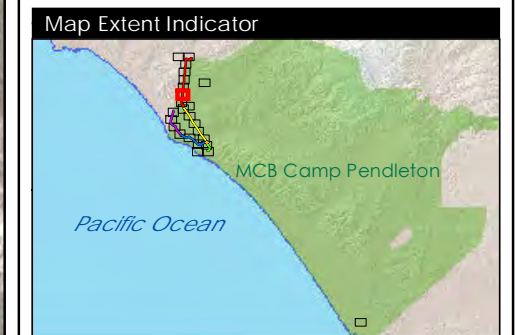 Map Extent Indicator
MCB Camp Pendleton
Pacific Ocean